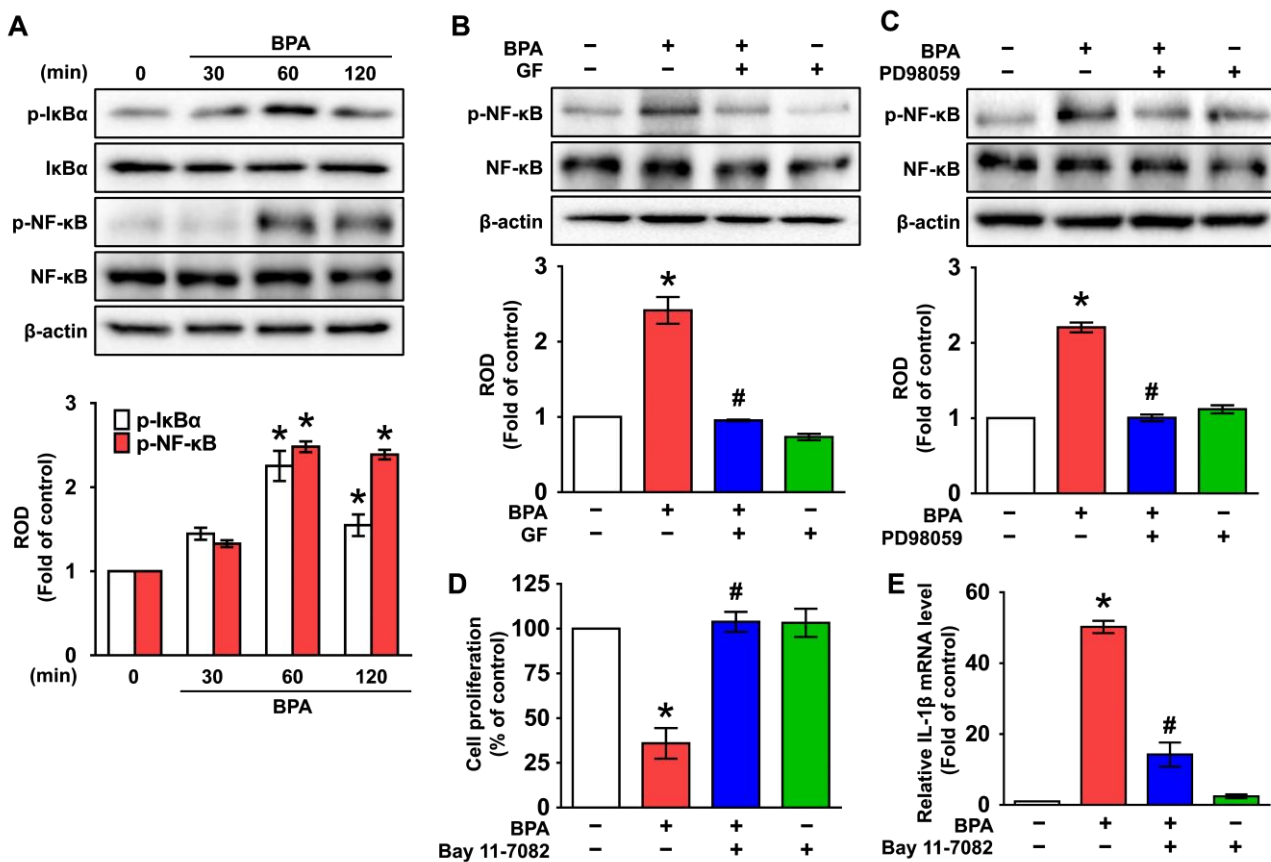 A
BPA
(min) 0 30 60 120
p-IκBα
IκBα
p-NF-κB
NF-κB
β-actin
3
2
1
0
ROD
(Fold of control)
p-IκBα
p-NF-κB
* * * *
(min) 0 30 60 120
BPA
B
BPA − + + −
GF − − + +
p-NF-κB
NF-κB
β-actin
3
2
1
0
ROD
(Fold of control)
* #
BPA − + + −
GF − − + +
C
BPA − + + −
PD98059 − − + +
p-NF-κB
NF-κB
β-actin
3
2
1
0
ROD
(Fold of control)
* #
BPA − + + −
PD98059 − − + +
D
125
100
75
50
25
0
Cell proliferation
(% of control)
* #
BPA − + + −
Bay 11-7082 − − + +
E
60
40
20
0
Relative IL-1β mRNA level
(Fold of control)
* #
BPA − + + −
Bay 11-7082 − − + +